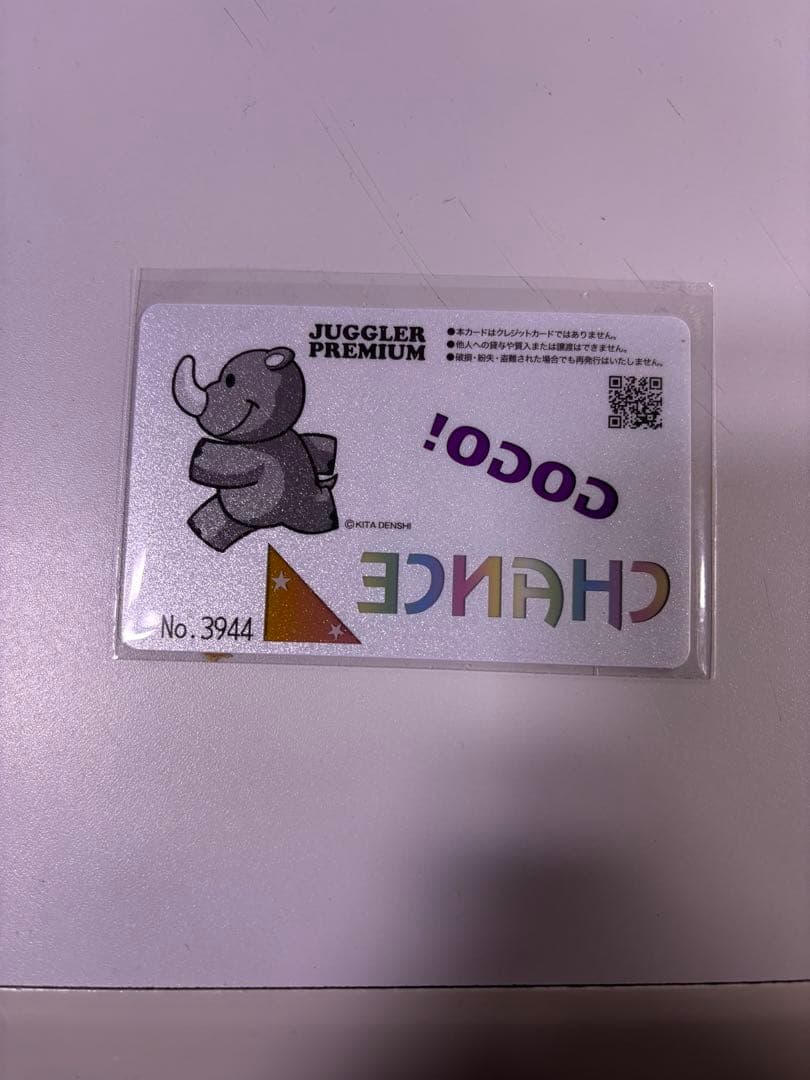 JUGGLER
PREMIUM
●本カードはクレジットカードではありません。
●他人への貸与や質入または譲渡はできません。
●破損・紛失・盗難された場合でも再発行はいたしません。
GOGO!
©KITA DENSHI
CHANCE
No.3944